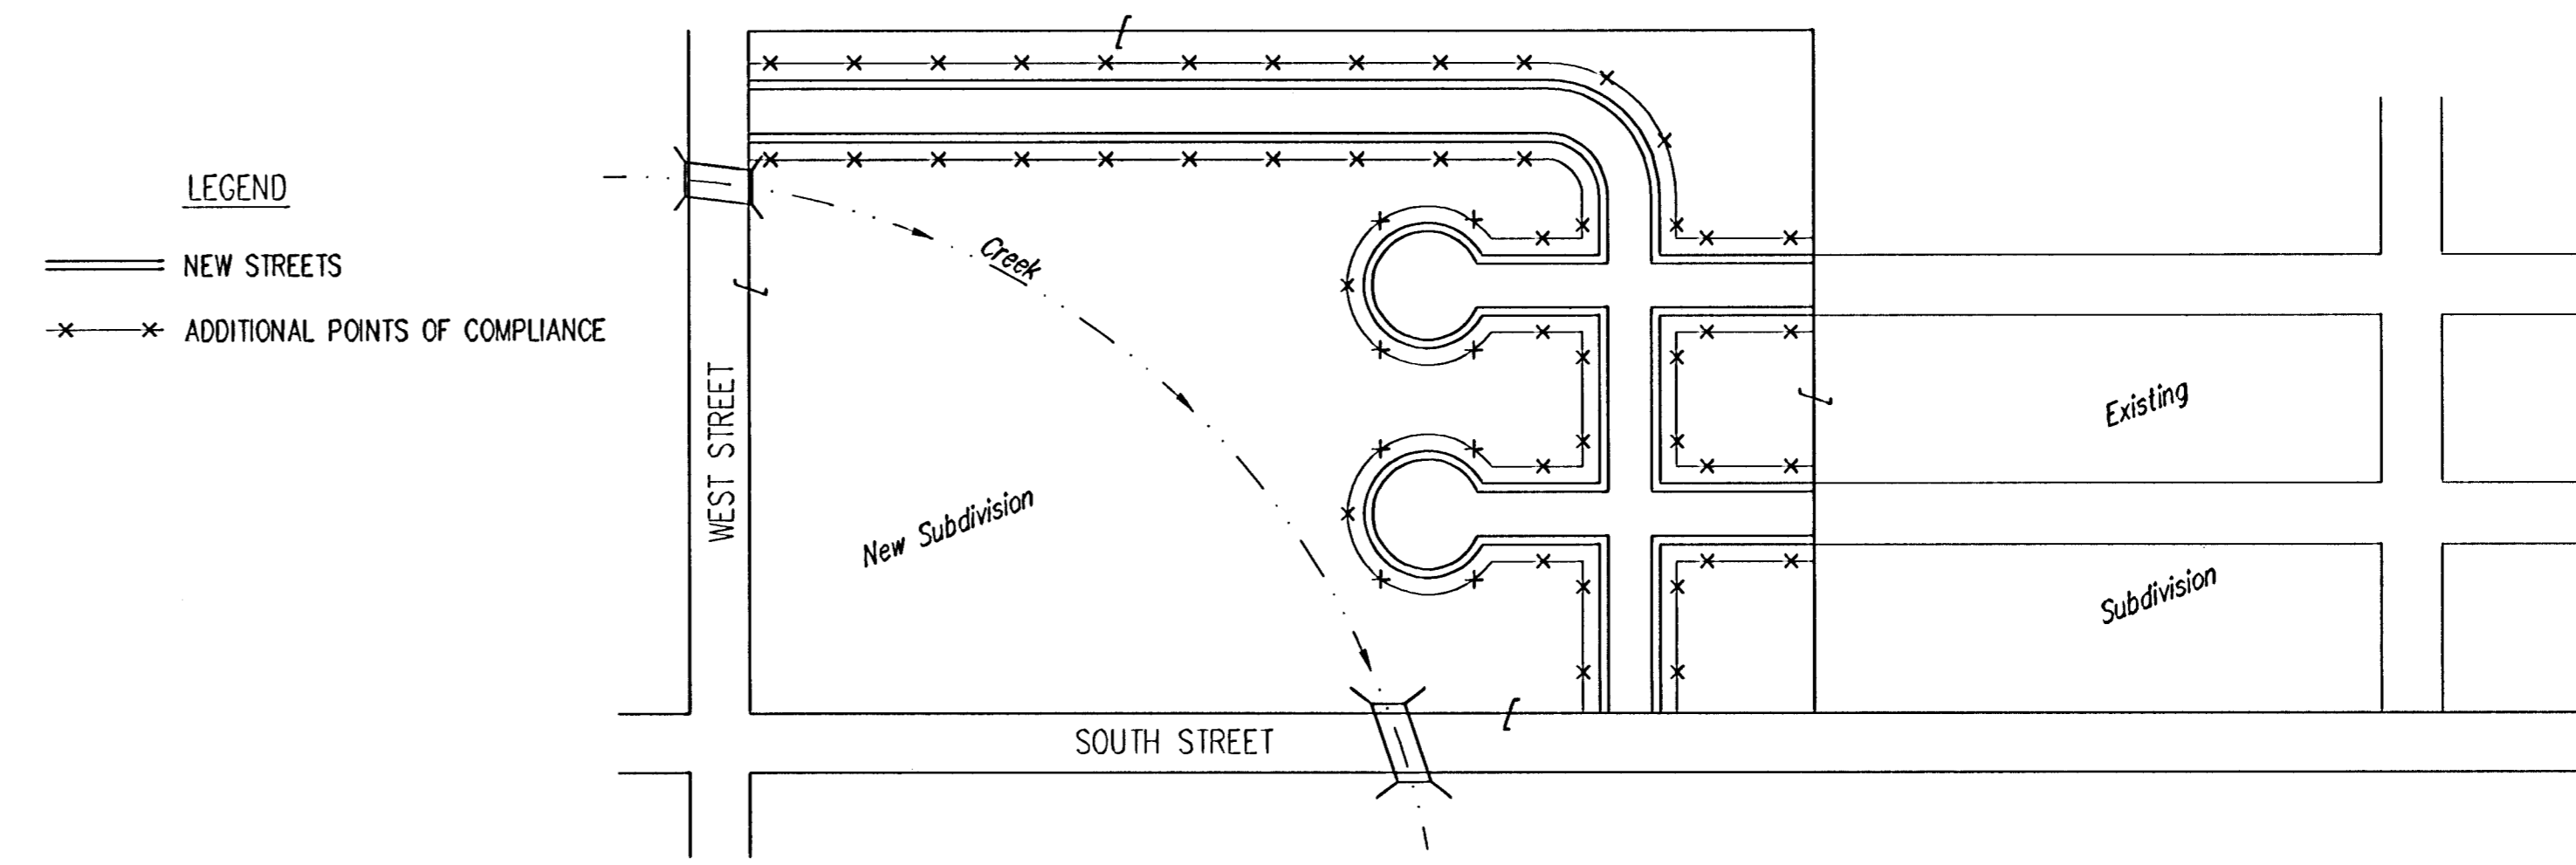 LEGEND
NEW STREETS
ADDITIONAL POINTS OF COMPLIANCE
WEST STREET
Creek
New Subdivision
SOUTH STREET
Existing
Subdivision